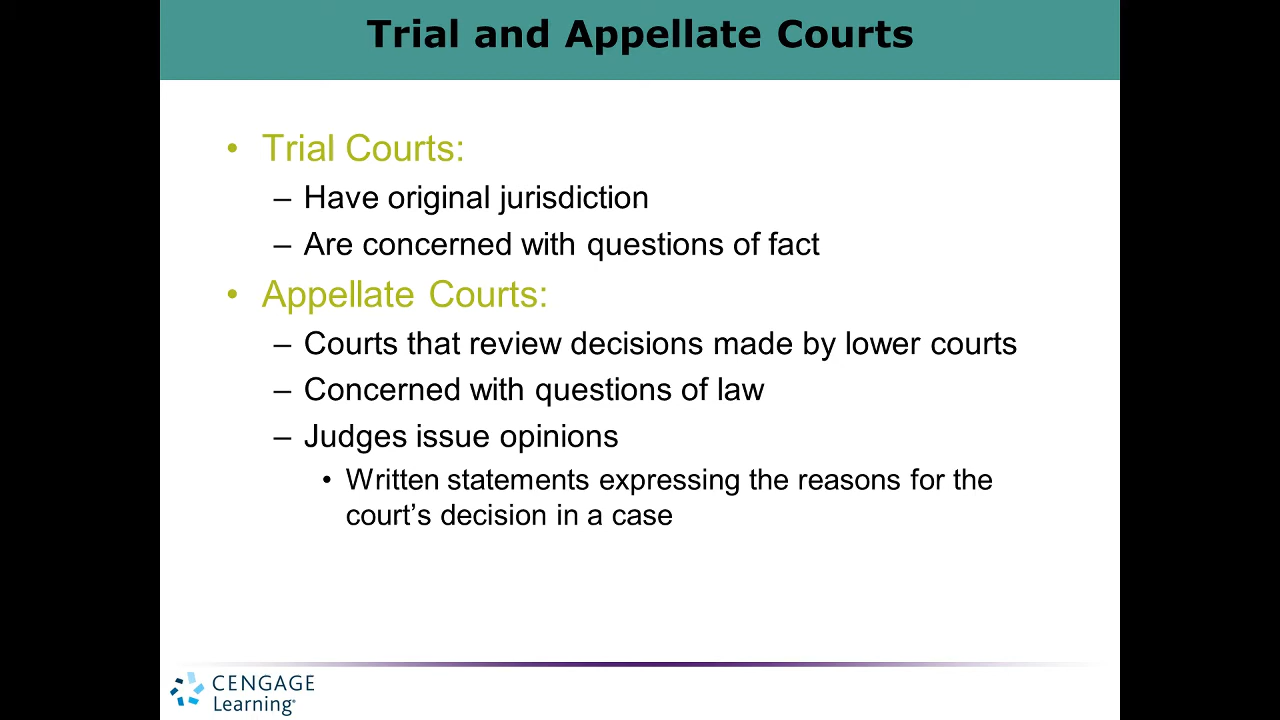 Trial and Appellate Courts
• Trial Courts:
– Have original jurisdiction
– Are concerned with questions of fact
• Appellate Courts:
– Courts that review decisions made by lower courts
– Concerned with questions of law
– Judges issue opinions
• Written statements expressing the reasons for the
court’s decision in a case
CENGAGE
Learning®